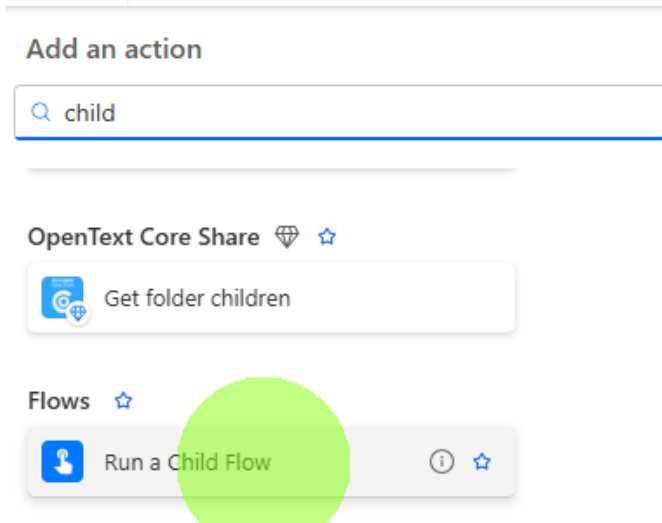 Add an action
child
OpenText Core Share
Get folder children
Flows
Run a Child Flow